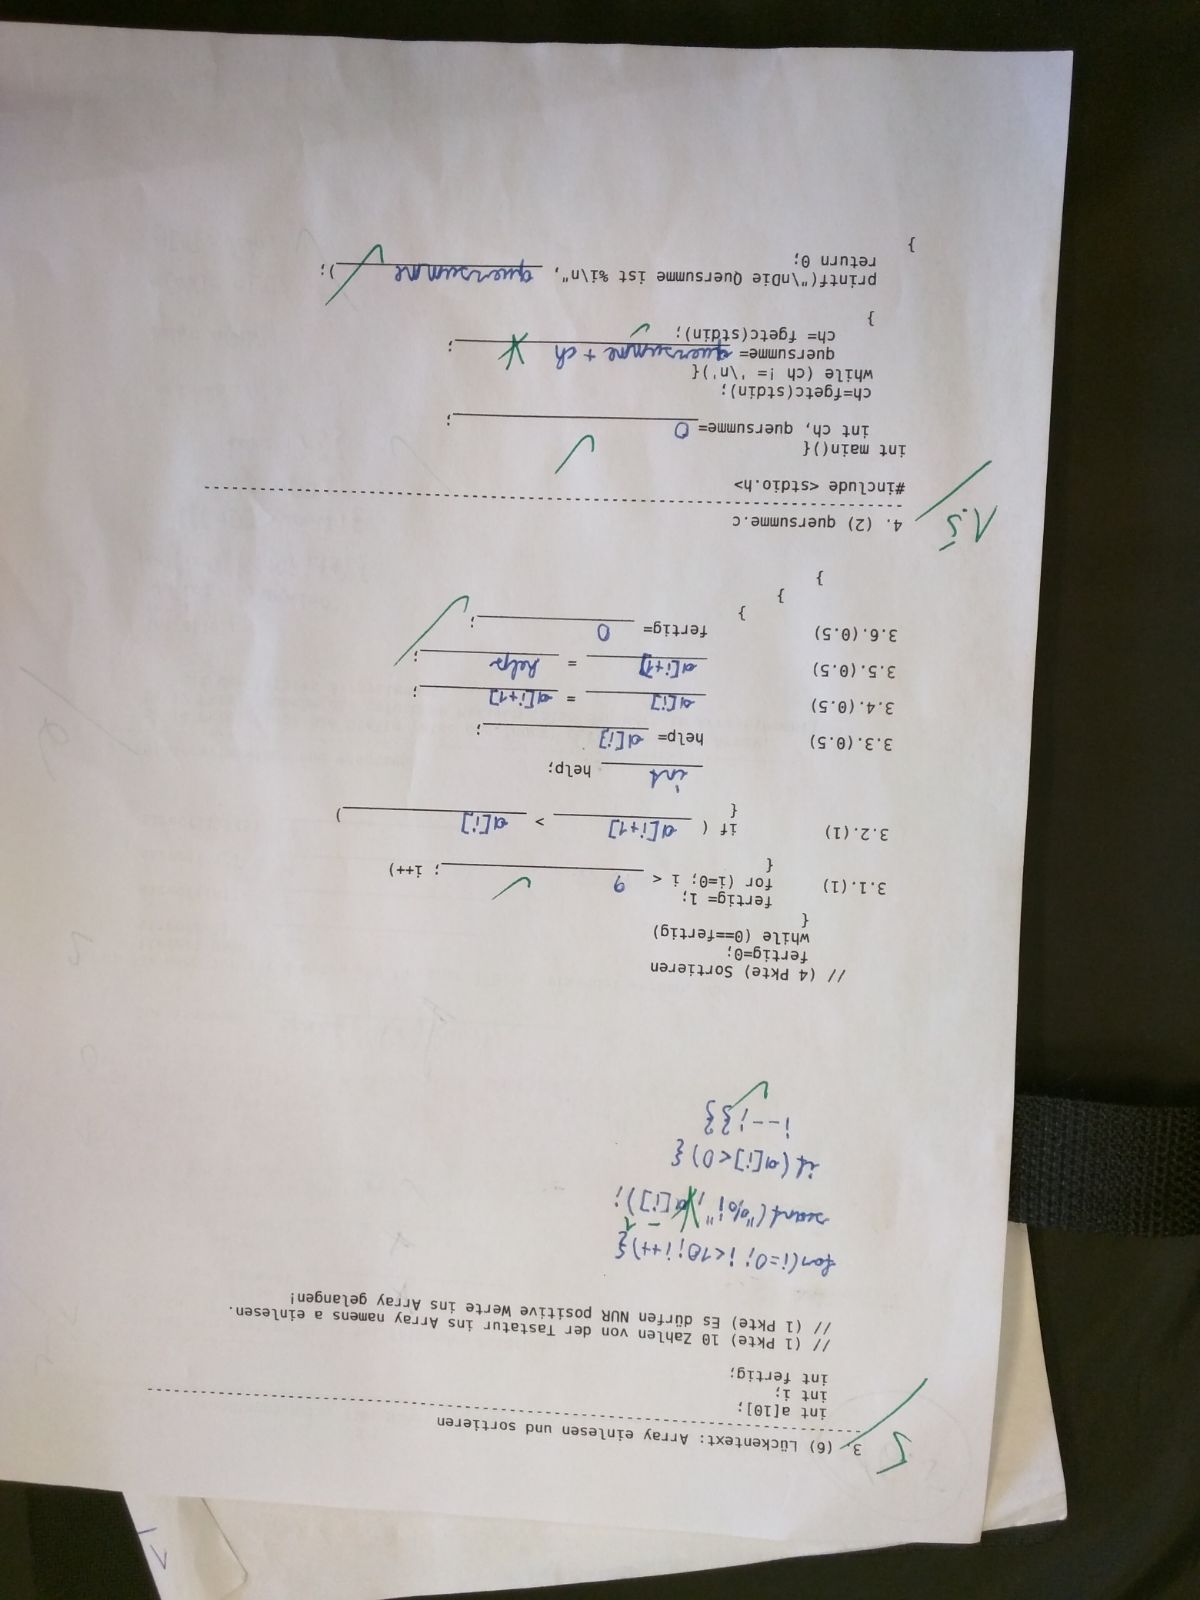 5
3. (6) Lückentext: Array einlesen und sortieren
int a[10];
int i;
int fertig;
// (1 Pkte) 10 Zahlen von der Tastatur ins Array namens a einlesen.
// (1 Pkte) Es dürfen NUR positive Werte ins Array gelangen!
for(i=0; i<10; i++){
-1
scanf("%i", a[i]);
if(a[i]<0){
i--;}}
// (4 Pkte) Sortieren
fertig=0;
while (0==fertig)
{
fertig= 1;
3.1.(1) for (i=0; i < 9 ; i++)
{
3.2.(1) if ( a[i+1] > a[i] )
{
int help;
3.3.(0.5) help= a[i] ;
3.4.(0.5) a[i] = a[i+1] ;
3.5.(0.5) a[i+1] = help ;
3.6.(0.5) fertig= 0 ;
}
}
}
1.5
4. (2) quersumme.c
#include <stdio.h>
int main(){
int ch, quersumme= 0 ;
ch=fgetc(stdin);
while (ch != '\n'){
quersumme= quersumme + ch ;
ch= fgetc(stdin);
}
printf("\nDie Quersumme ist %i\n", quersumme );
return 0;
}